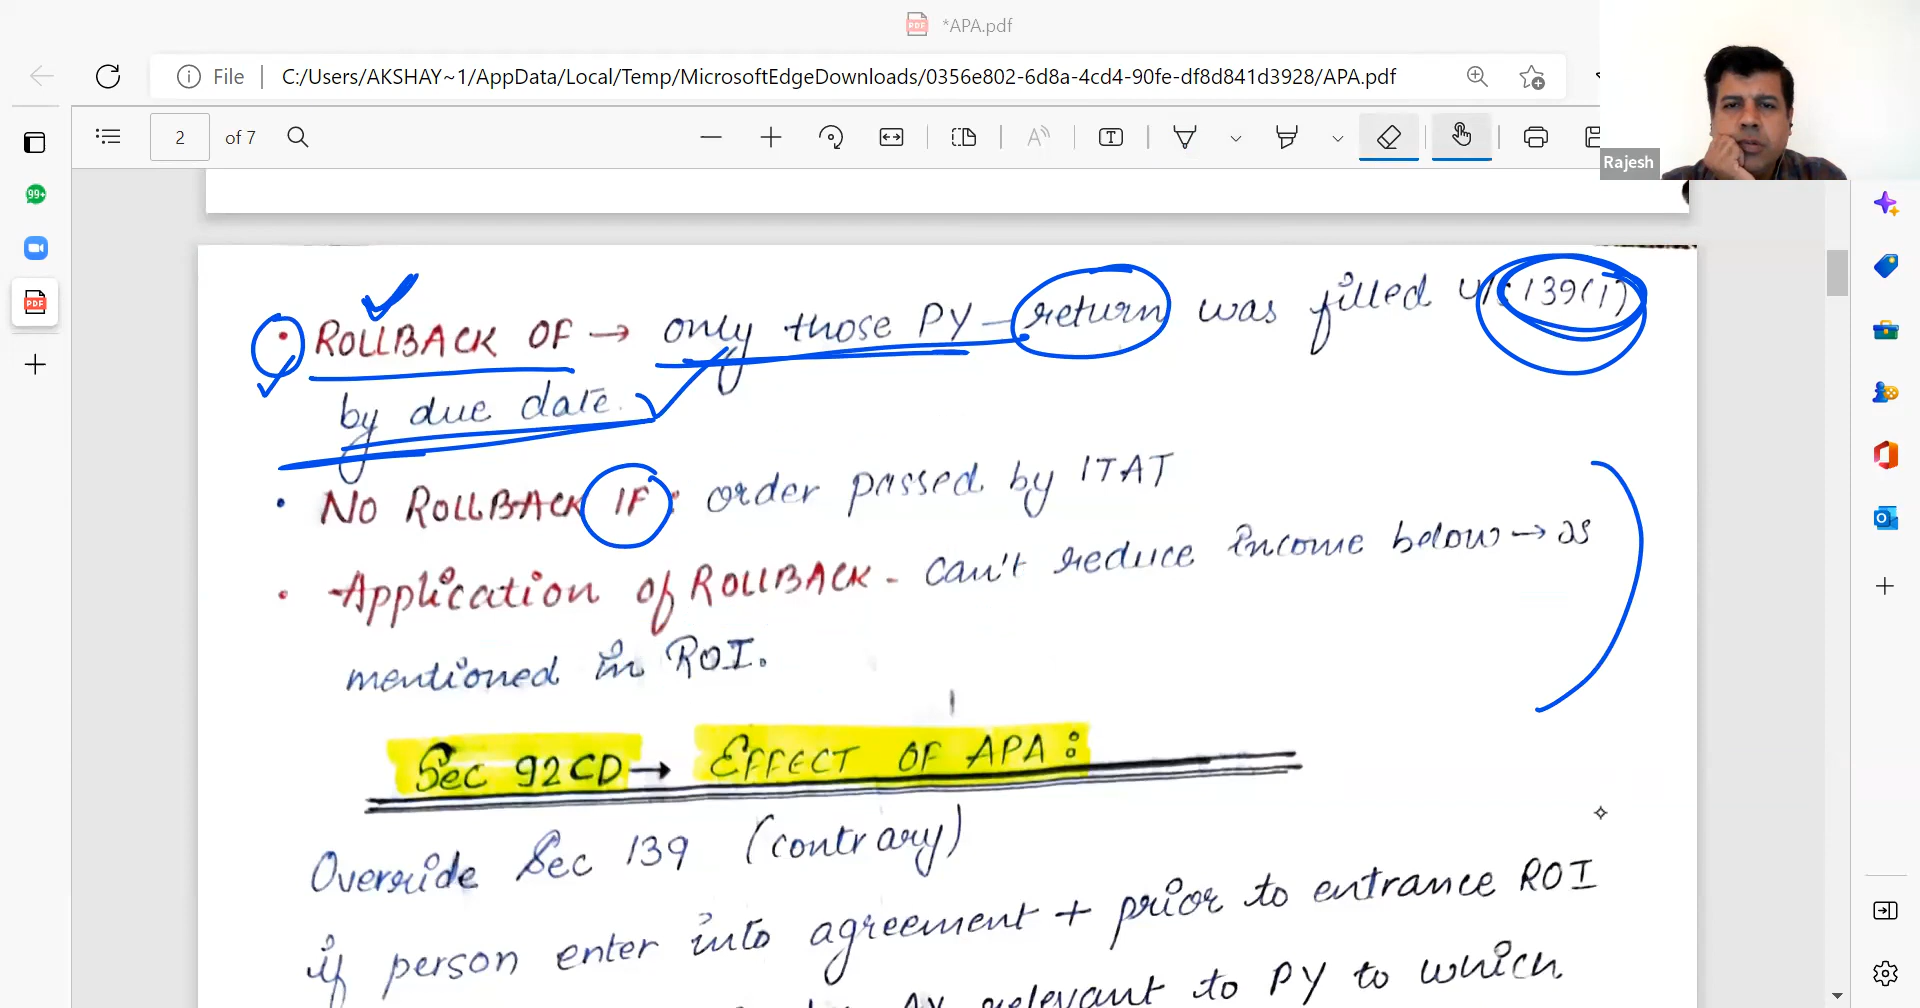 *APA.pdf
File
C:/Users/AKSHAY~1/AppData/Local/Temp/MicrosoftEdgeDownloads/0356e802-6d8a-4cd4-90fe-df8d841d3928/APA.pdf
2 of 7
Rajesh
99+
• ROLLBACK OF → only those PY - return was filled u/s 139(1)
by due date.
• NO ROLLBACK IF : order passed by ITAT
• Application of ROLLBACK - can't reduce income below → as
mentioned in ROI.
Sec 92CD → EFFECT OF APA :
Override Sec 139 (contrary)
if person enter into agreement + prior to entrance ROI
AY relevant to PY to which